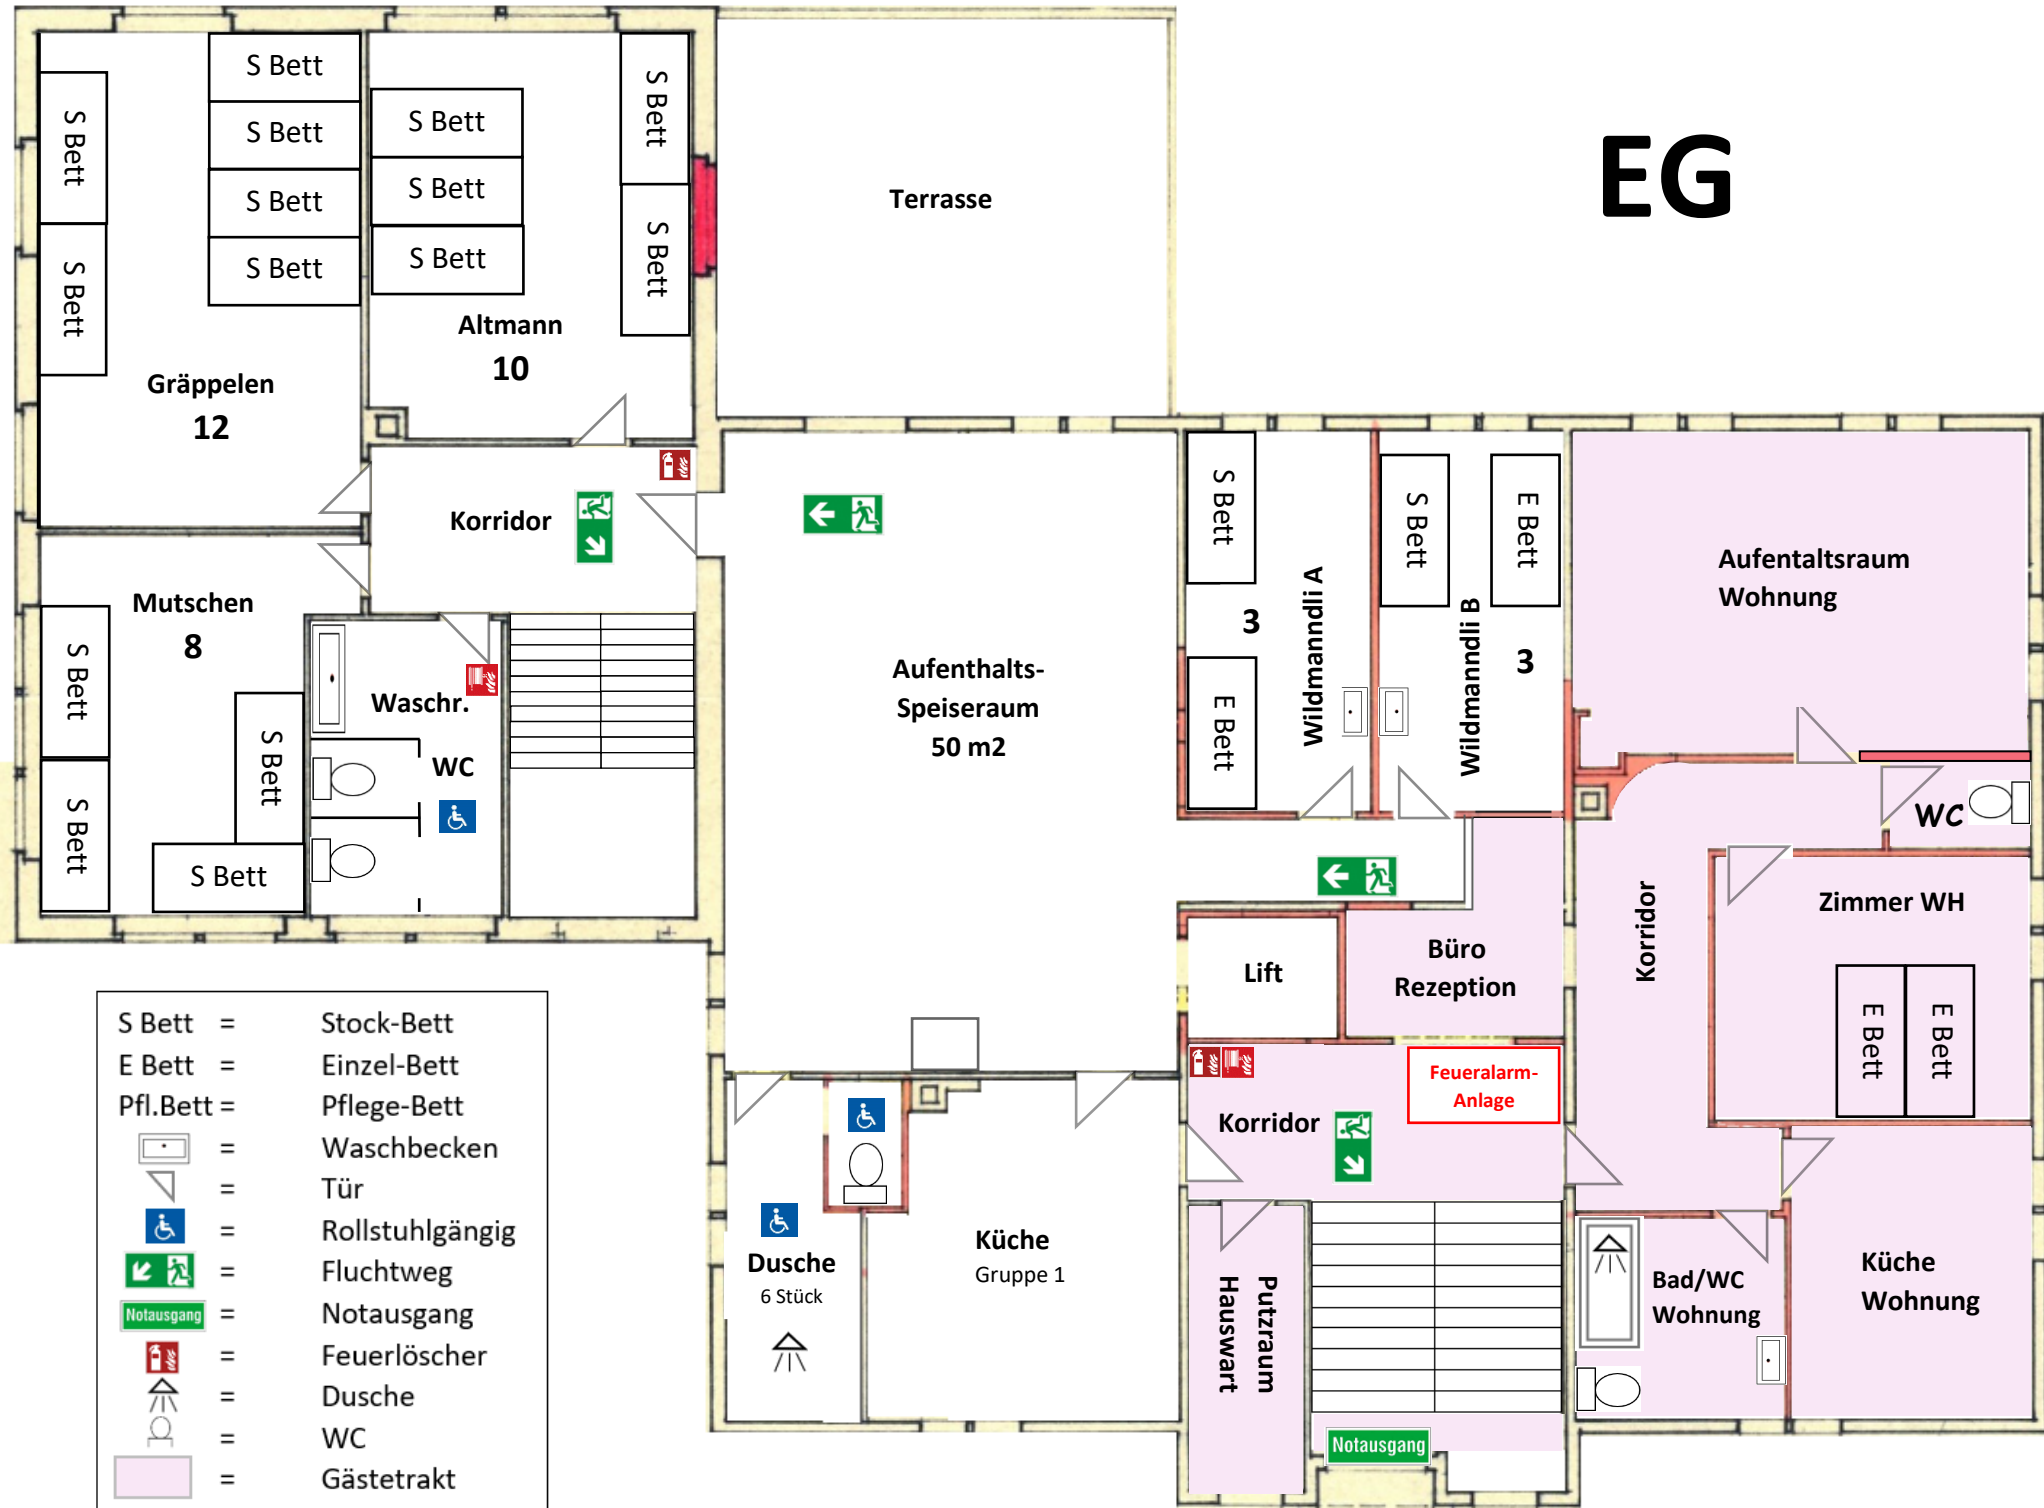 EG
S Bett
S Bett
S Bett
S Bett
S Bett
S Bett
Gräppelen
12
S Bett
S Bett
S Bett
S Bett
S Bett
Altmann
10
Terrasse
Korridor
Mutschen
8
S Bett
S Bett
S Bett
S Bett
Waschr.
WC
Aufenthalts-
Speiseraum
50 m2
S Bett
E Bett
3
Wildmanndli A
S Bett
E Bett
3
Wildmanndli B
Aufentaltsraum
Wohnung
WC
Zimmer WH
E Bett
E Bett
Korridor
Lift
Büro
Rezeption
Feueralarm-
Anlage
Korridor
Dusche
6 Stück
Küche
Gruppe 1
Putzraum
Hauswart
Notausgang
Bad/WC
Wohnung
Küche
Wohnung
S Bett = Stock-Bett
E Bett = Einzel-Bett
Pfl.Bett = Pflege-Bett
= Waschbecken
= Tür
= Rollstuhlgängig
= Fluchtweg
Notausgang = Notausgang
= Feuerlöscher
= Dusche
= WC
= Gästetrakt